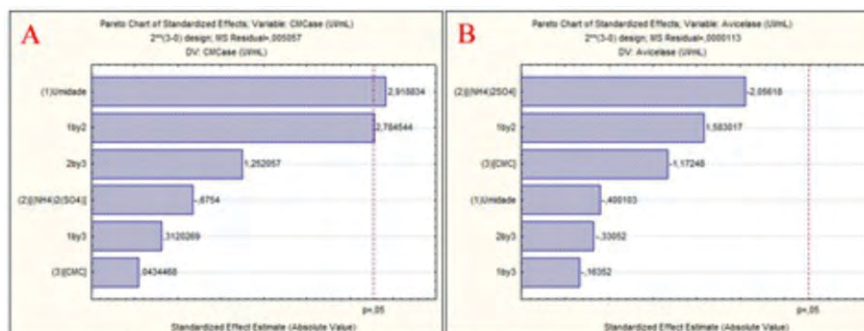 A
Pareto Chart of Standardized Effects; Variable: CMCase (U/mL)
2**(3-0) design; MS Residual=,005057
DV: CMCase (U/mL)
(1)Umidade
2,918834
1by2
2,784544
2by3
1,252057
(2)[(NH4)2(SO4)]
-,6754
1by3
,3120269
(3)[CMC]
,0434468
p=,05
Standardized Effect Estimate (Absolute Value)
B
Pareto Chart of Standardized Effects; Variable: Avicelase (U/mL)
2**(3-0) design; MS Residual=,0000113
DV: Avicelase (U/mL)
(2)[(NH4)2SO4]
-2,05618
1by2
1,583017
(3)[CMC]
-1,17248
(1)Umidade
-,400103
2by3
-,33052
1by3
-,16352
p=,05
Standardized Effect Estimate (Absolute Value)